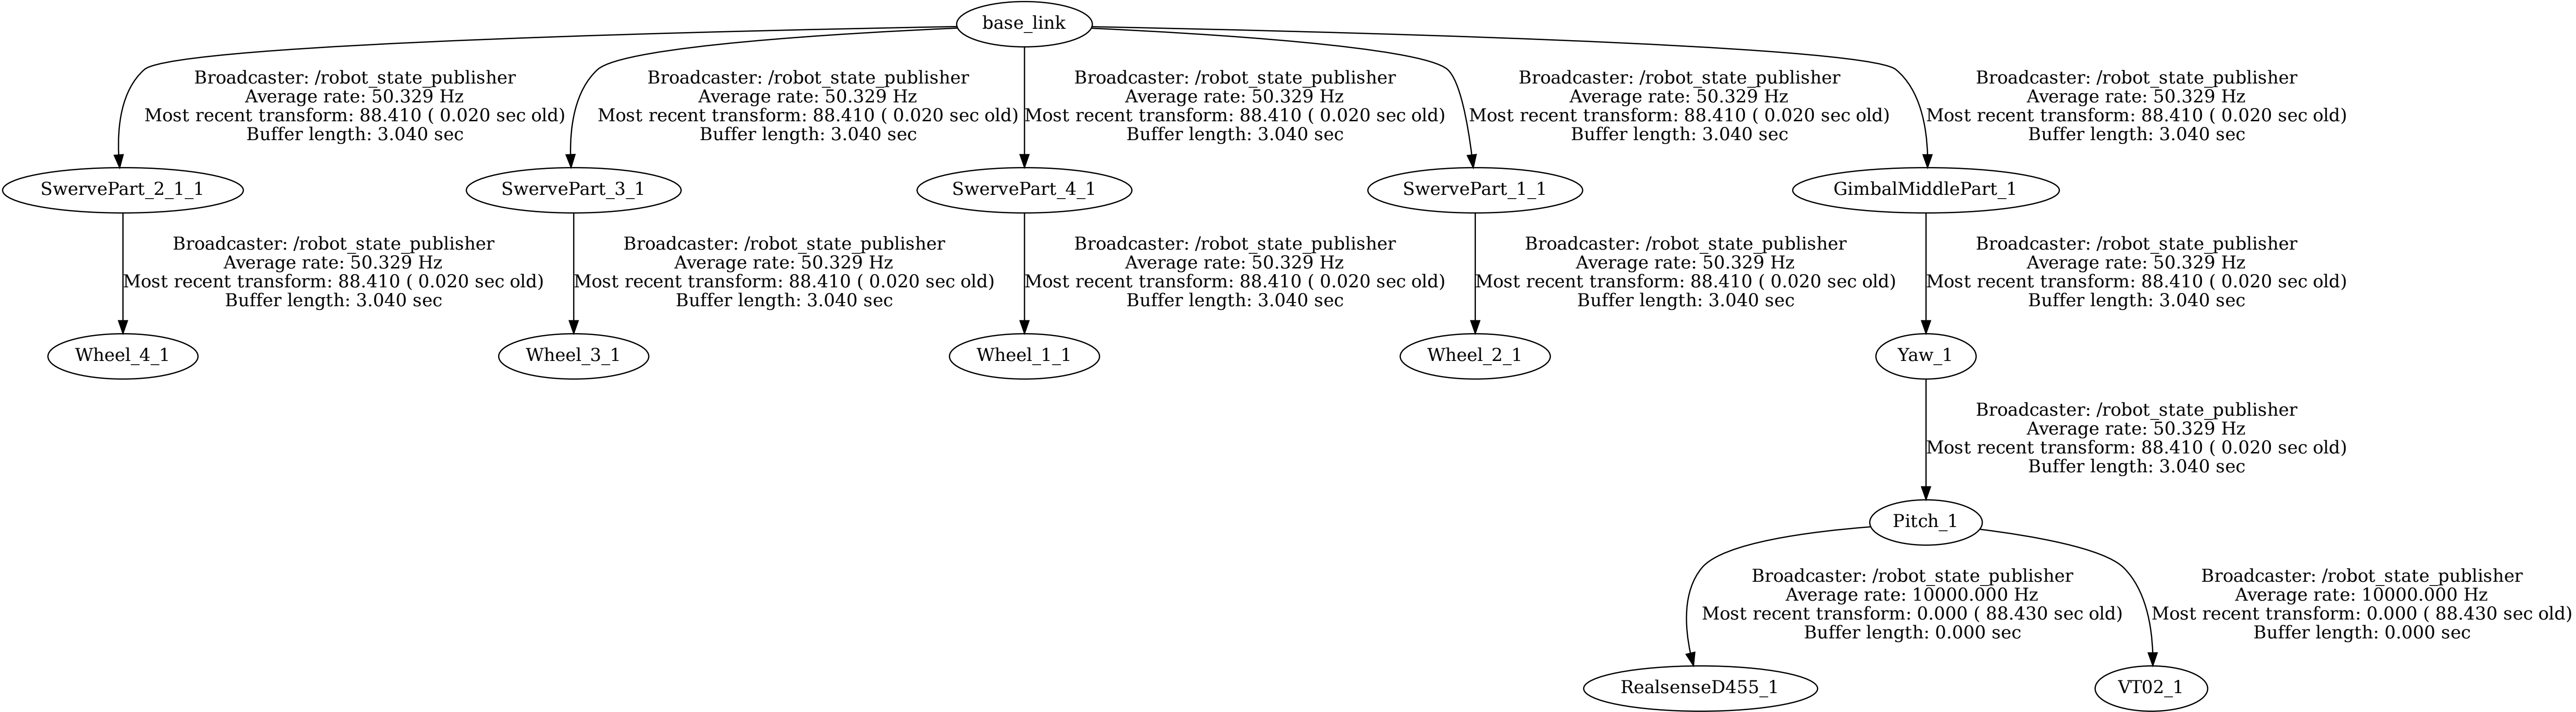 base_link
Broadcaster: /robot_state_publisher
Average rate: 50.329 Hz
Most recent transform: 88.410 ( 0.020 sec old)
Buffer length: 3.040 sec
Broadcaster: /robot_state_publisher
Average rate: 50.329 Hz
Most recent transform: 88.410 ( 0.020 sec old)
Buffer length: 3.040 sec
Broadcaster: /robot_state_publisher
Average rate: 50.329 Hz
Most recent transform: 88.410 ( 0.020 sec old)
Buffer length: 3.040 sec
Broadcaster: /robot_state_publisher
Average rate: 50.329 Hz
Most recent transform: 88.410 ( 0.020 sec old)
Buffer length: 3.040 sec
Broadcaster: /robot_state_publisher
Average rate: 50.329 Hz
Most recent transform: 88.410 ( 0.020 sec old)
Buffer length: 3.040 sec
SwervePart_2_1_1
SwervePart_3_1
SwervePart_4_1
SwervePart_1_1
GimbalMiddlePart_1
Broadcaster: /robot_state_publisher
Average rate: 50.329 Hz
Most recent transform: 88.410 ( 0.020 sec old)
Buffer length: 3.040 sec
Broadcaster: /robot_state_publisher
Average rate: 50.329 Hz
Most recent transform: 88.410 ( 0.020 sec old)
Buffer length: 3.040 sec
Broadcaster: /robot_state_publisher
Average rate: 50.329 Hz
Most recent transform: 88.410 ( 0.020 sec old)
Buffer length: 3.040 sec
Broadcaster: /robot_state_publisher
Average rate: 50.329 Hz
Most recent transform: 88.410 ( 0.020 sec old)
Buffer length: 3.040 sec
Broadcaster: /robot_state_publisher
Average rate: 50.329 Hz
Most recent transform: 88.410 ( 0.020 sec old)
Buffer length: 3.040 sec
Wheel_4_1
Wheel_3_1
Wheel_1_1
Wheel_2_1
Yaw_1
Broadcaster: /robot_state_publisher
Average rate: 50.329 Hz
Most recent transform: 88.410 ( 0.020 sec old)
Buffer length: 3.040 sec
Pitch_1
Broadcaster: /robot_state_publisher
Average rate: 10000.000 Hz
Most recent transform: 0.000 ( 88.430 sec old)
Buffer length: 0.000 sec
Broadcaster: /robot_state_publisher
Average rate: 10000.000 Hz
Most recent transform: 0.000 ( 88.430 sec old)
Buffer length: 0.000 sec
RealsenseD455_1
VT02_1